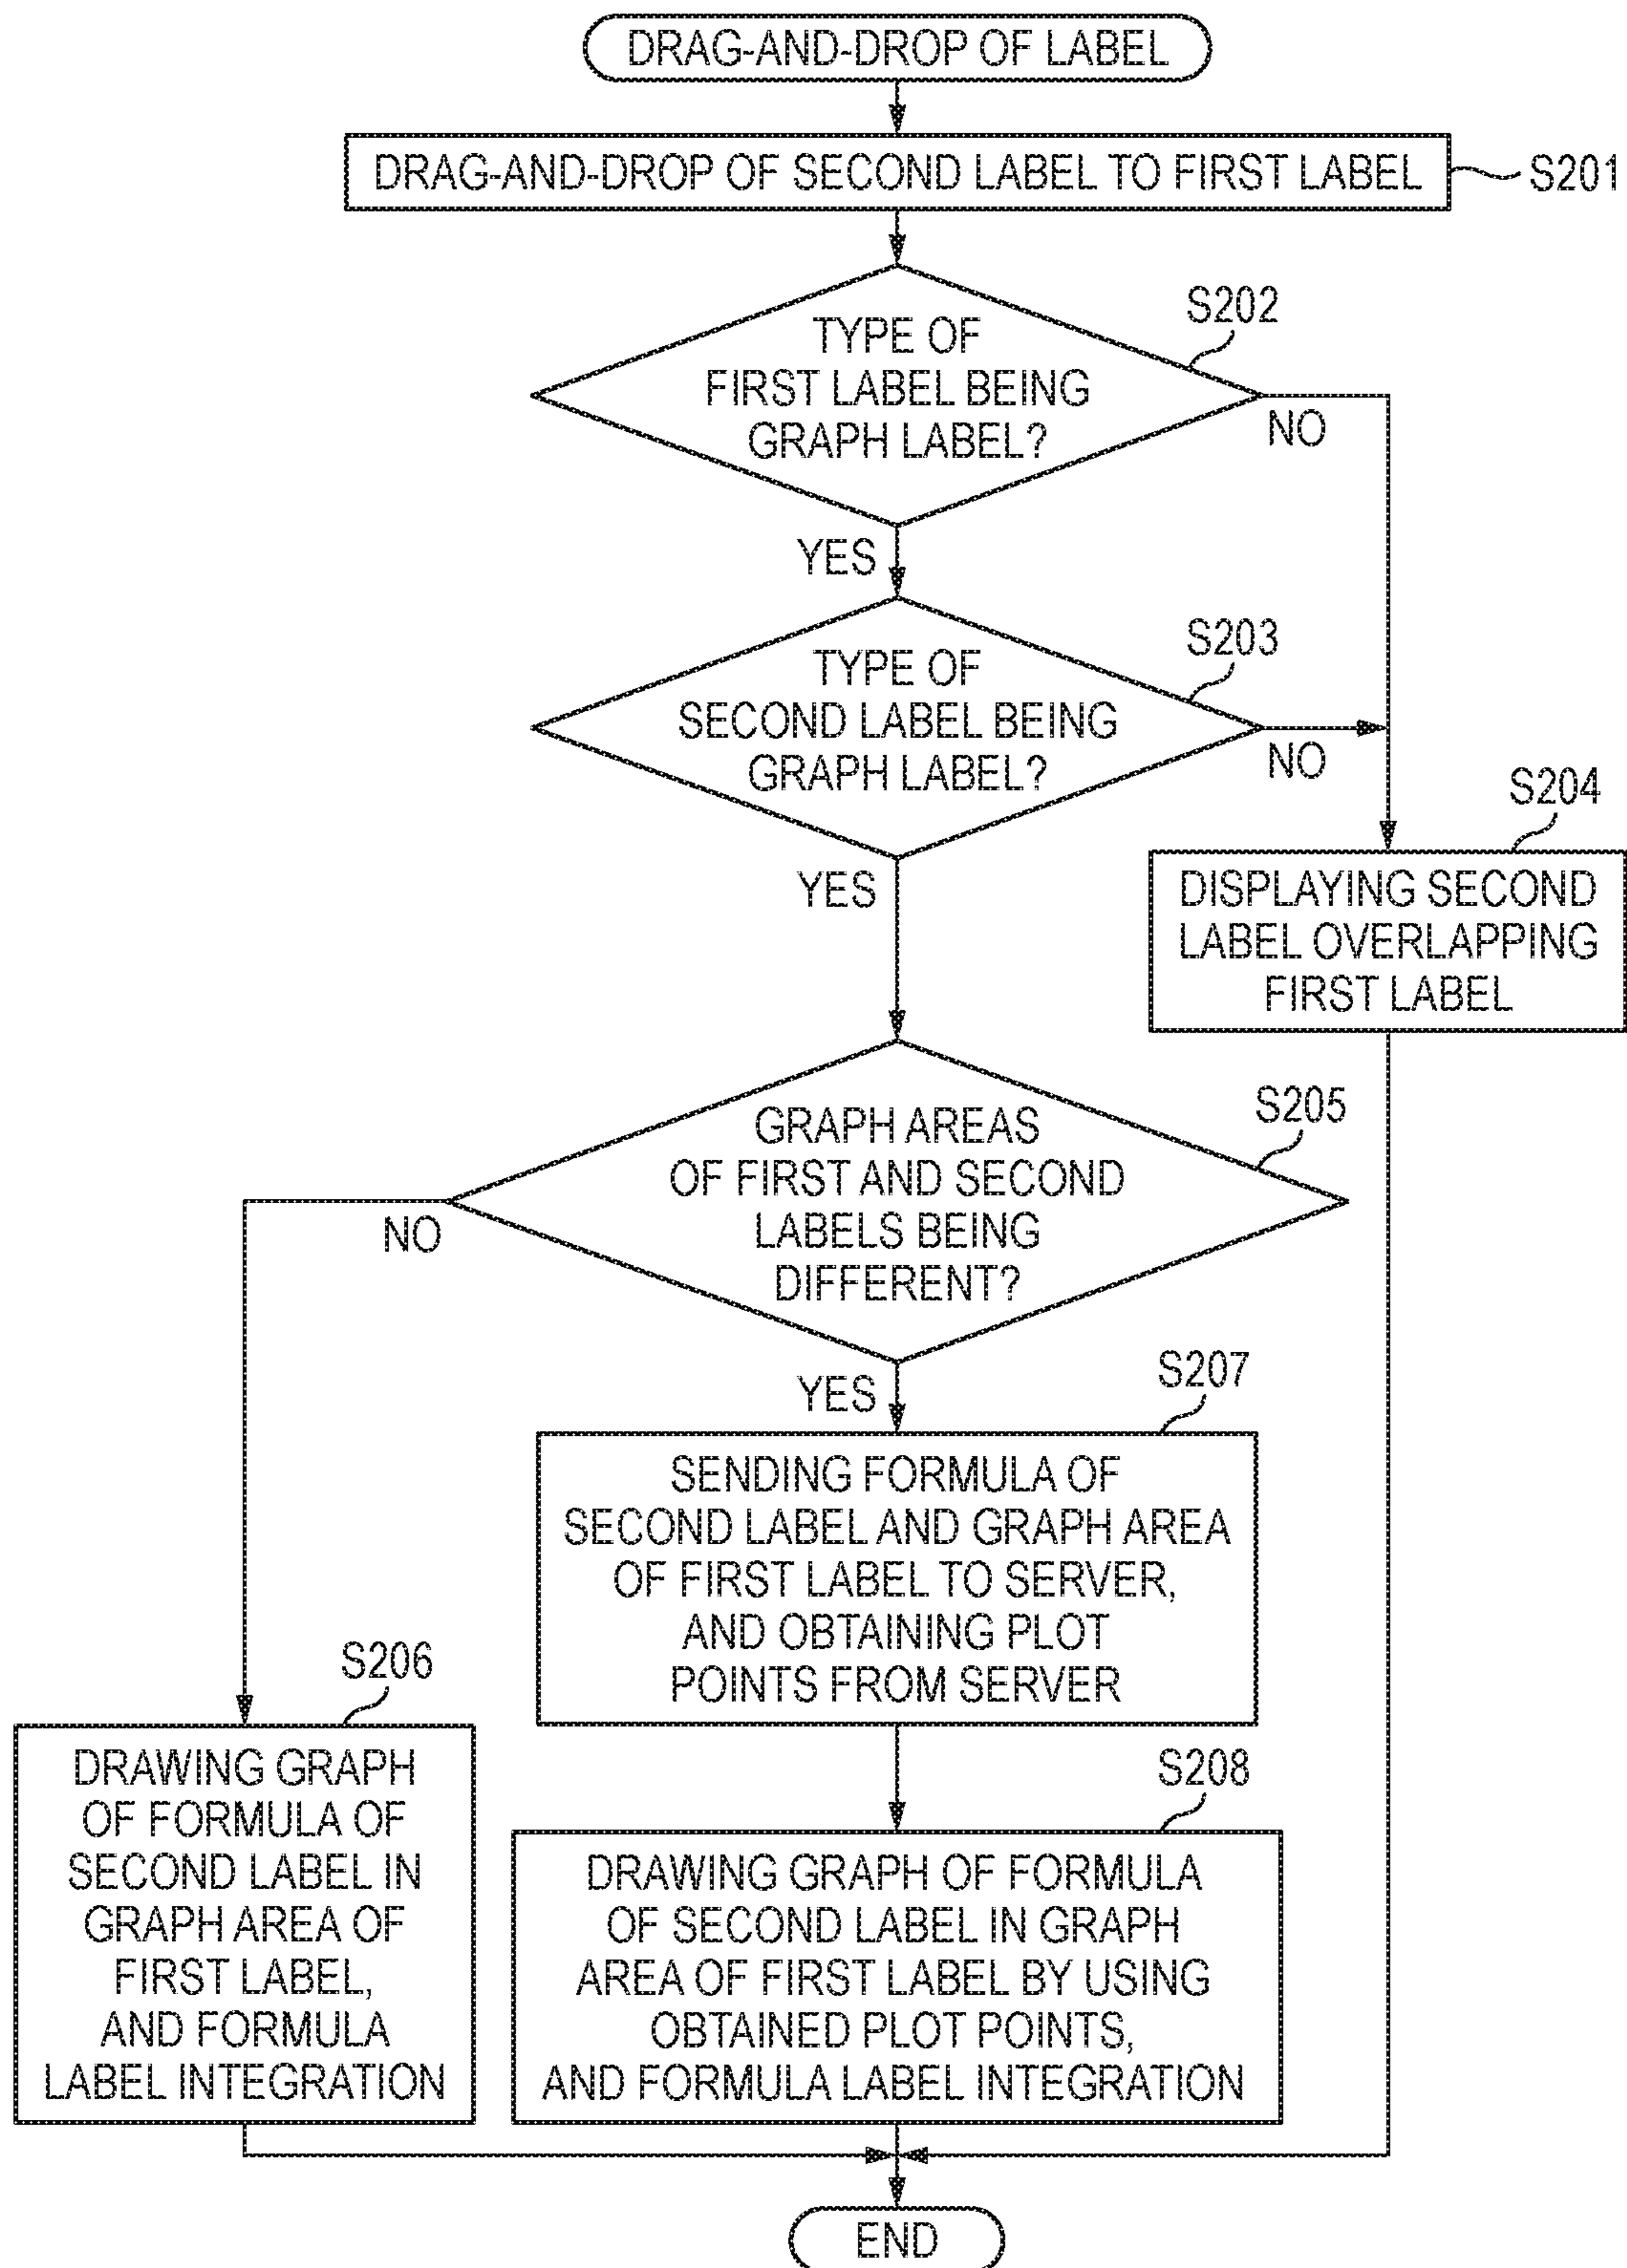 DRAG-AND-DROP OF LABEL
DRAG-AND-DROP OF SECOND LABEL TO FIRST LABEL
S201
S202
TYPE OF
FIRST LABEL BEING
GRAPH LABEL?
NO
YES
S203
TYPE OF
SECOND LABEL BEING
GRAPH LABEL?
NO
YES
S204
DISPLAYING SECOND
LABEL OVERLAPPING
FIRST LABEL
S205
GRAPH AREAS
OF FIRST AND SECOND
LABELS BEING
DIFFERENT?
NO
YES
S207
SENDING FORMULA OF
SECOND LABEL AND GRAPH AREA
OF FIRST LABEL TO SERVER,
AND OBTAINING PLOT
POINTS FROM SERVER
S206
DRAWING GRAPH
OF FORMULA OF
SECOND LABEL IN
GRAPH AREA OF
FIRST LABEL,
AND FORMULA
LABEL INTEGRATION
S208
DRAWING GRAPH OF FORMULA
OF SECOND LABEL IN GRAPH
AREA OF FIRST LABEL BY USING
OBTAINED PLOT POINTS,
AND FORMULA LABEL INTEGRATION
END